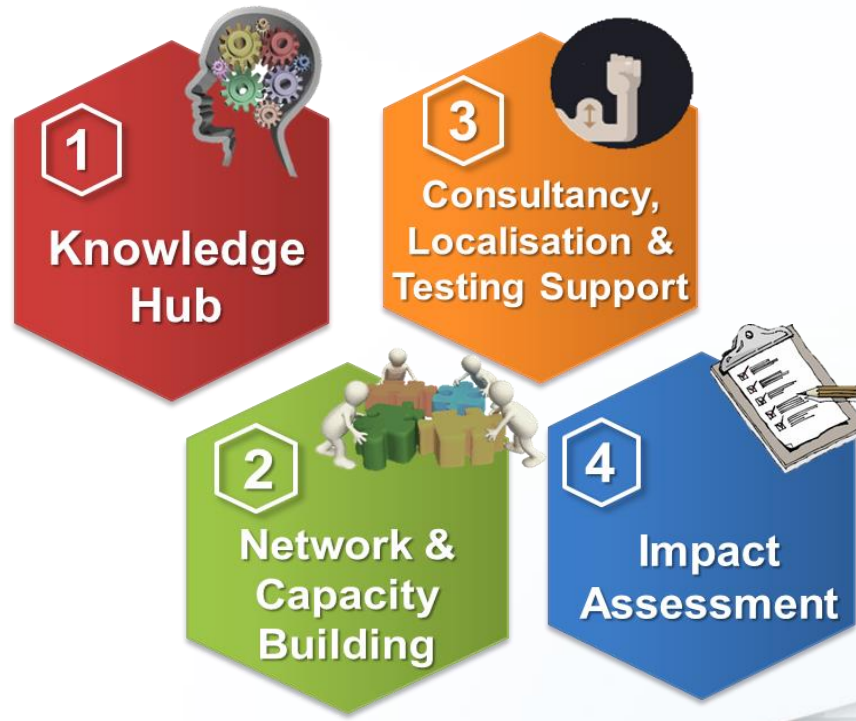 1
Knowledge
Hub
2
Network &
Capacity
Building
3
Consultancy,
Localisation &
Testing Support
4
Impact
Assessment